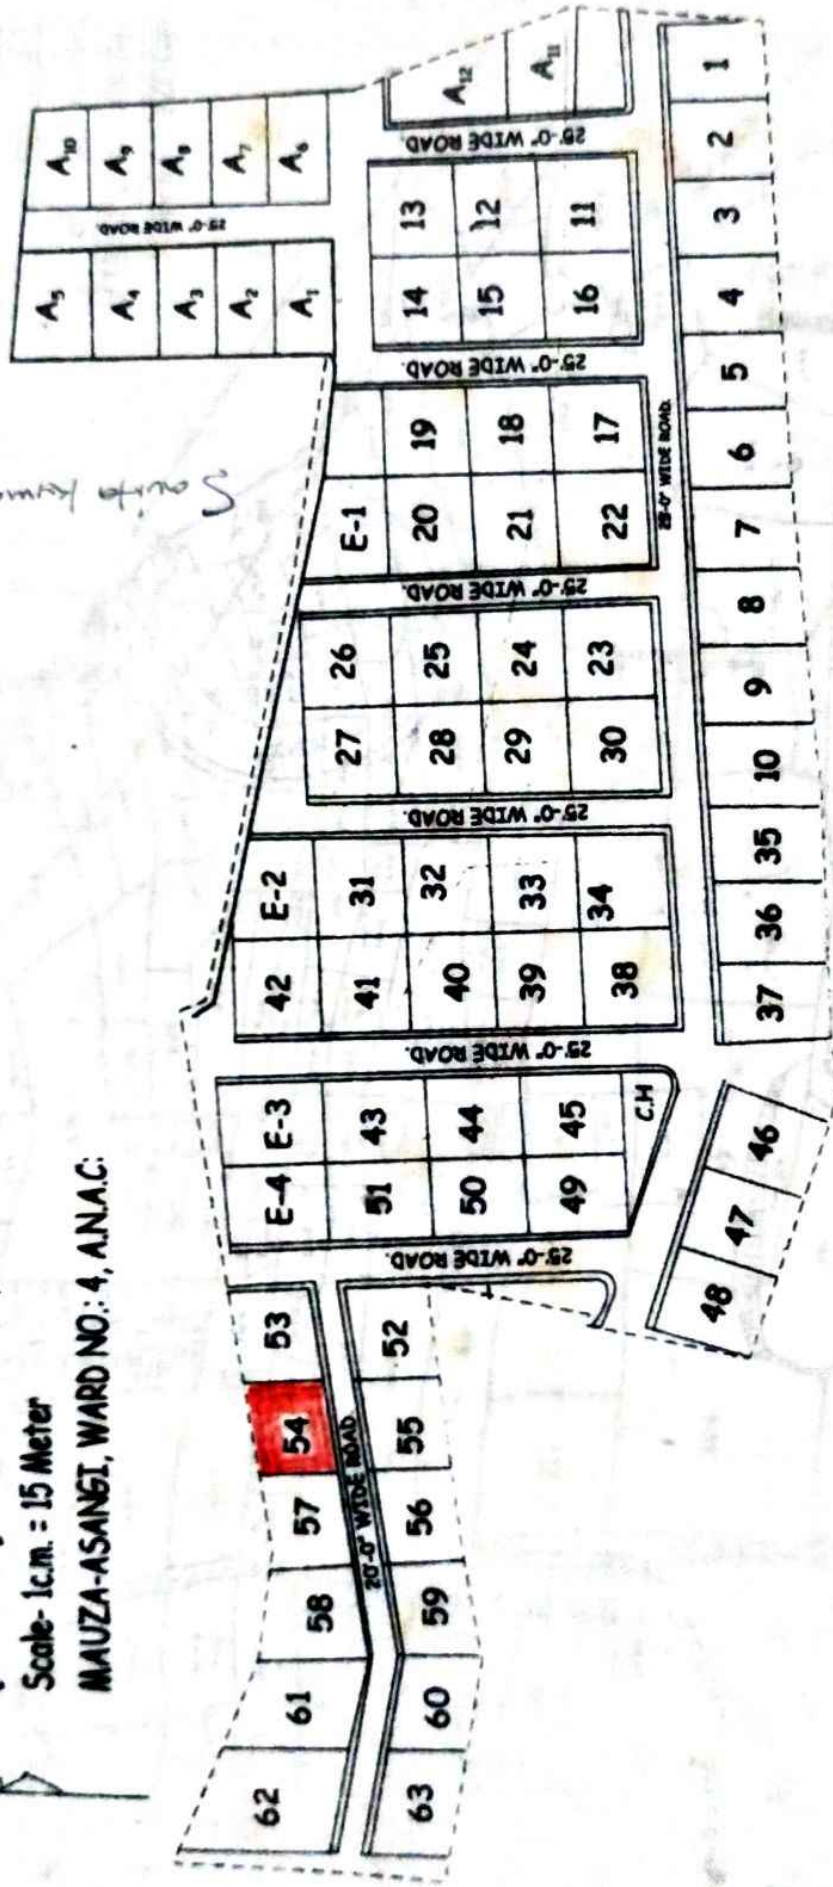 Scale- 1c.m. = 15 Meter
MAUZA-ASANGI, WARD NO.: 4, A.N.A.C:
A₁₀
A₉
A₈
A₇
A₆
25'-0" WIDE ROAD.
A₅
A₄
A₃
A₂
A₁
A₁₂
A₁₁
25'-0" WIDE ROAD.
13
12
11
14
15
16
25'-0" WIDE ROAD.
19
18
17
E-1
20
21
22
25'-0" WIDE ROAD.
26
25
24
23
27
28
29
30
25'-0" WIDE ROAD.
E-2
31
32
33
34
42
41
40
39
38
25'-0" WIDE ROAD.
E-3
43
44
45
C.H
E-4
51
50
49
25'-0" WIDE ROAD.
25'-0" WIDE ROAD.
1
2
3
4
5
6
7
8
9
10
35
36
37
46
47
48
53
54
57
58
61
62
20'-0" WIDE ROAD
52
55
56
59
60
63